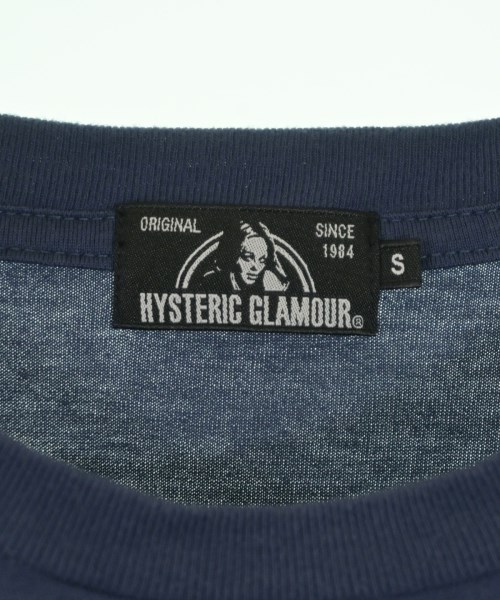 ORIGINAL
SINCE
1984
HYSTERIC GLAMOUR®
S